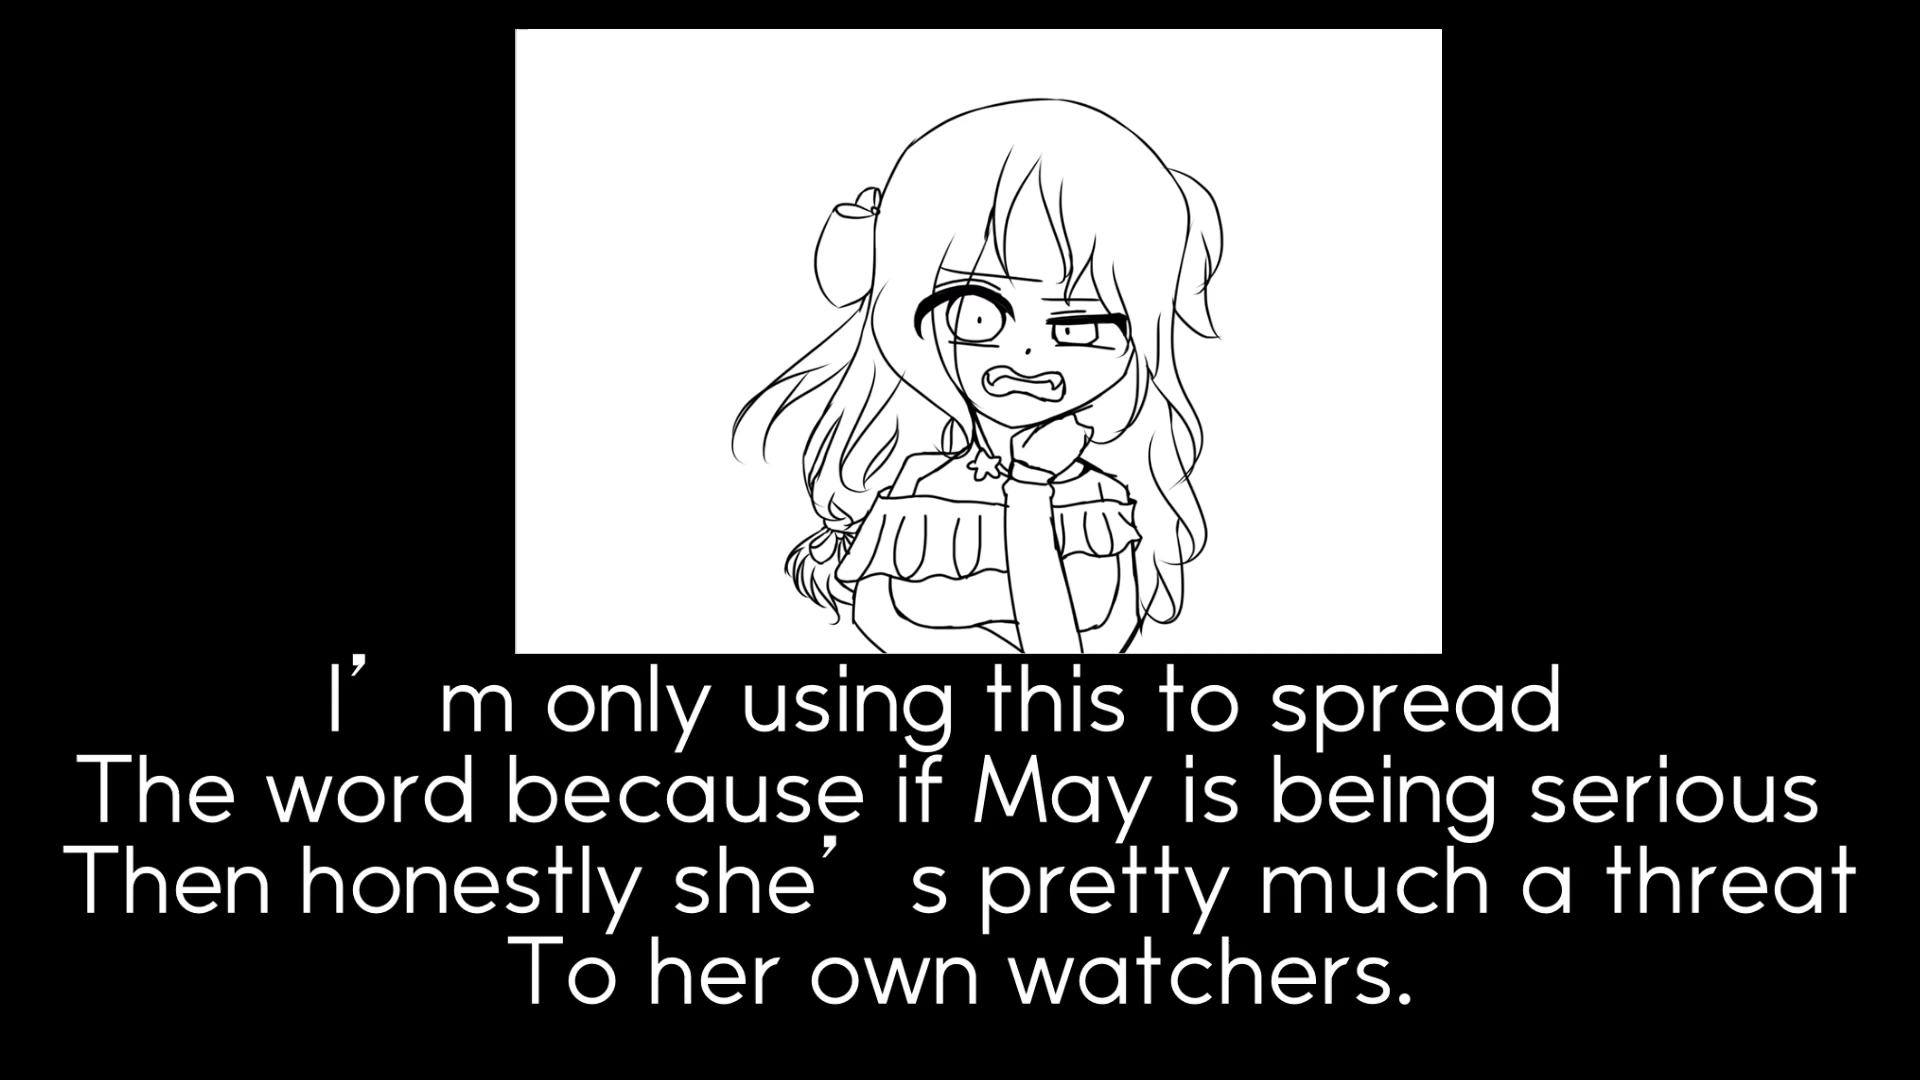 I’m only using this to spread
The word because if May is being serious
Then honestly she’s pretty much a threat
To her own watchers.